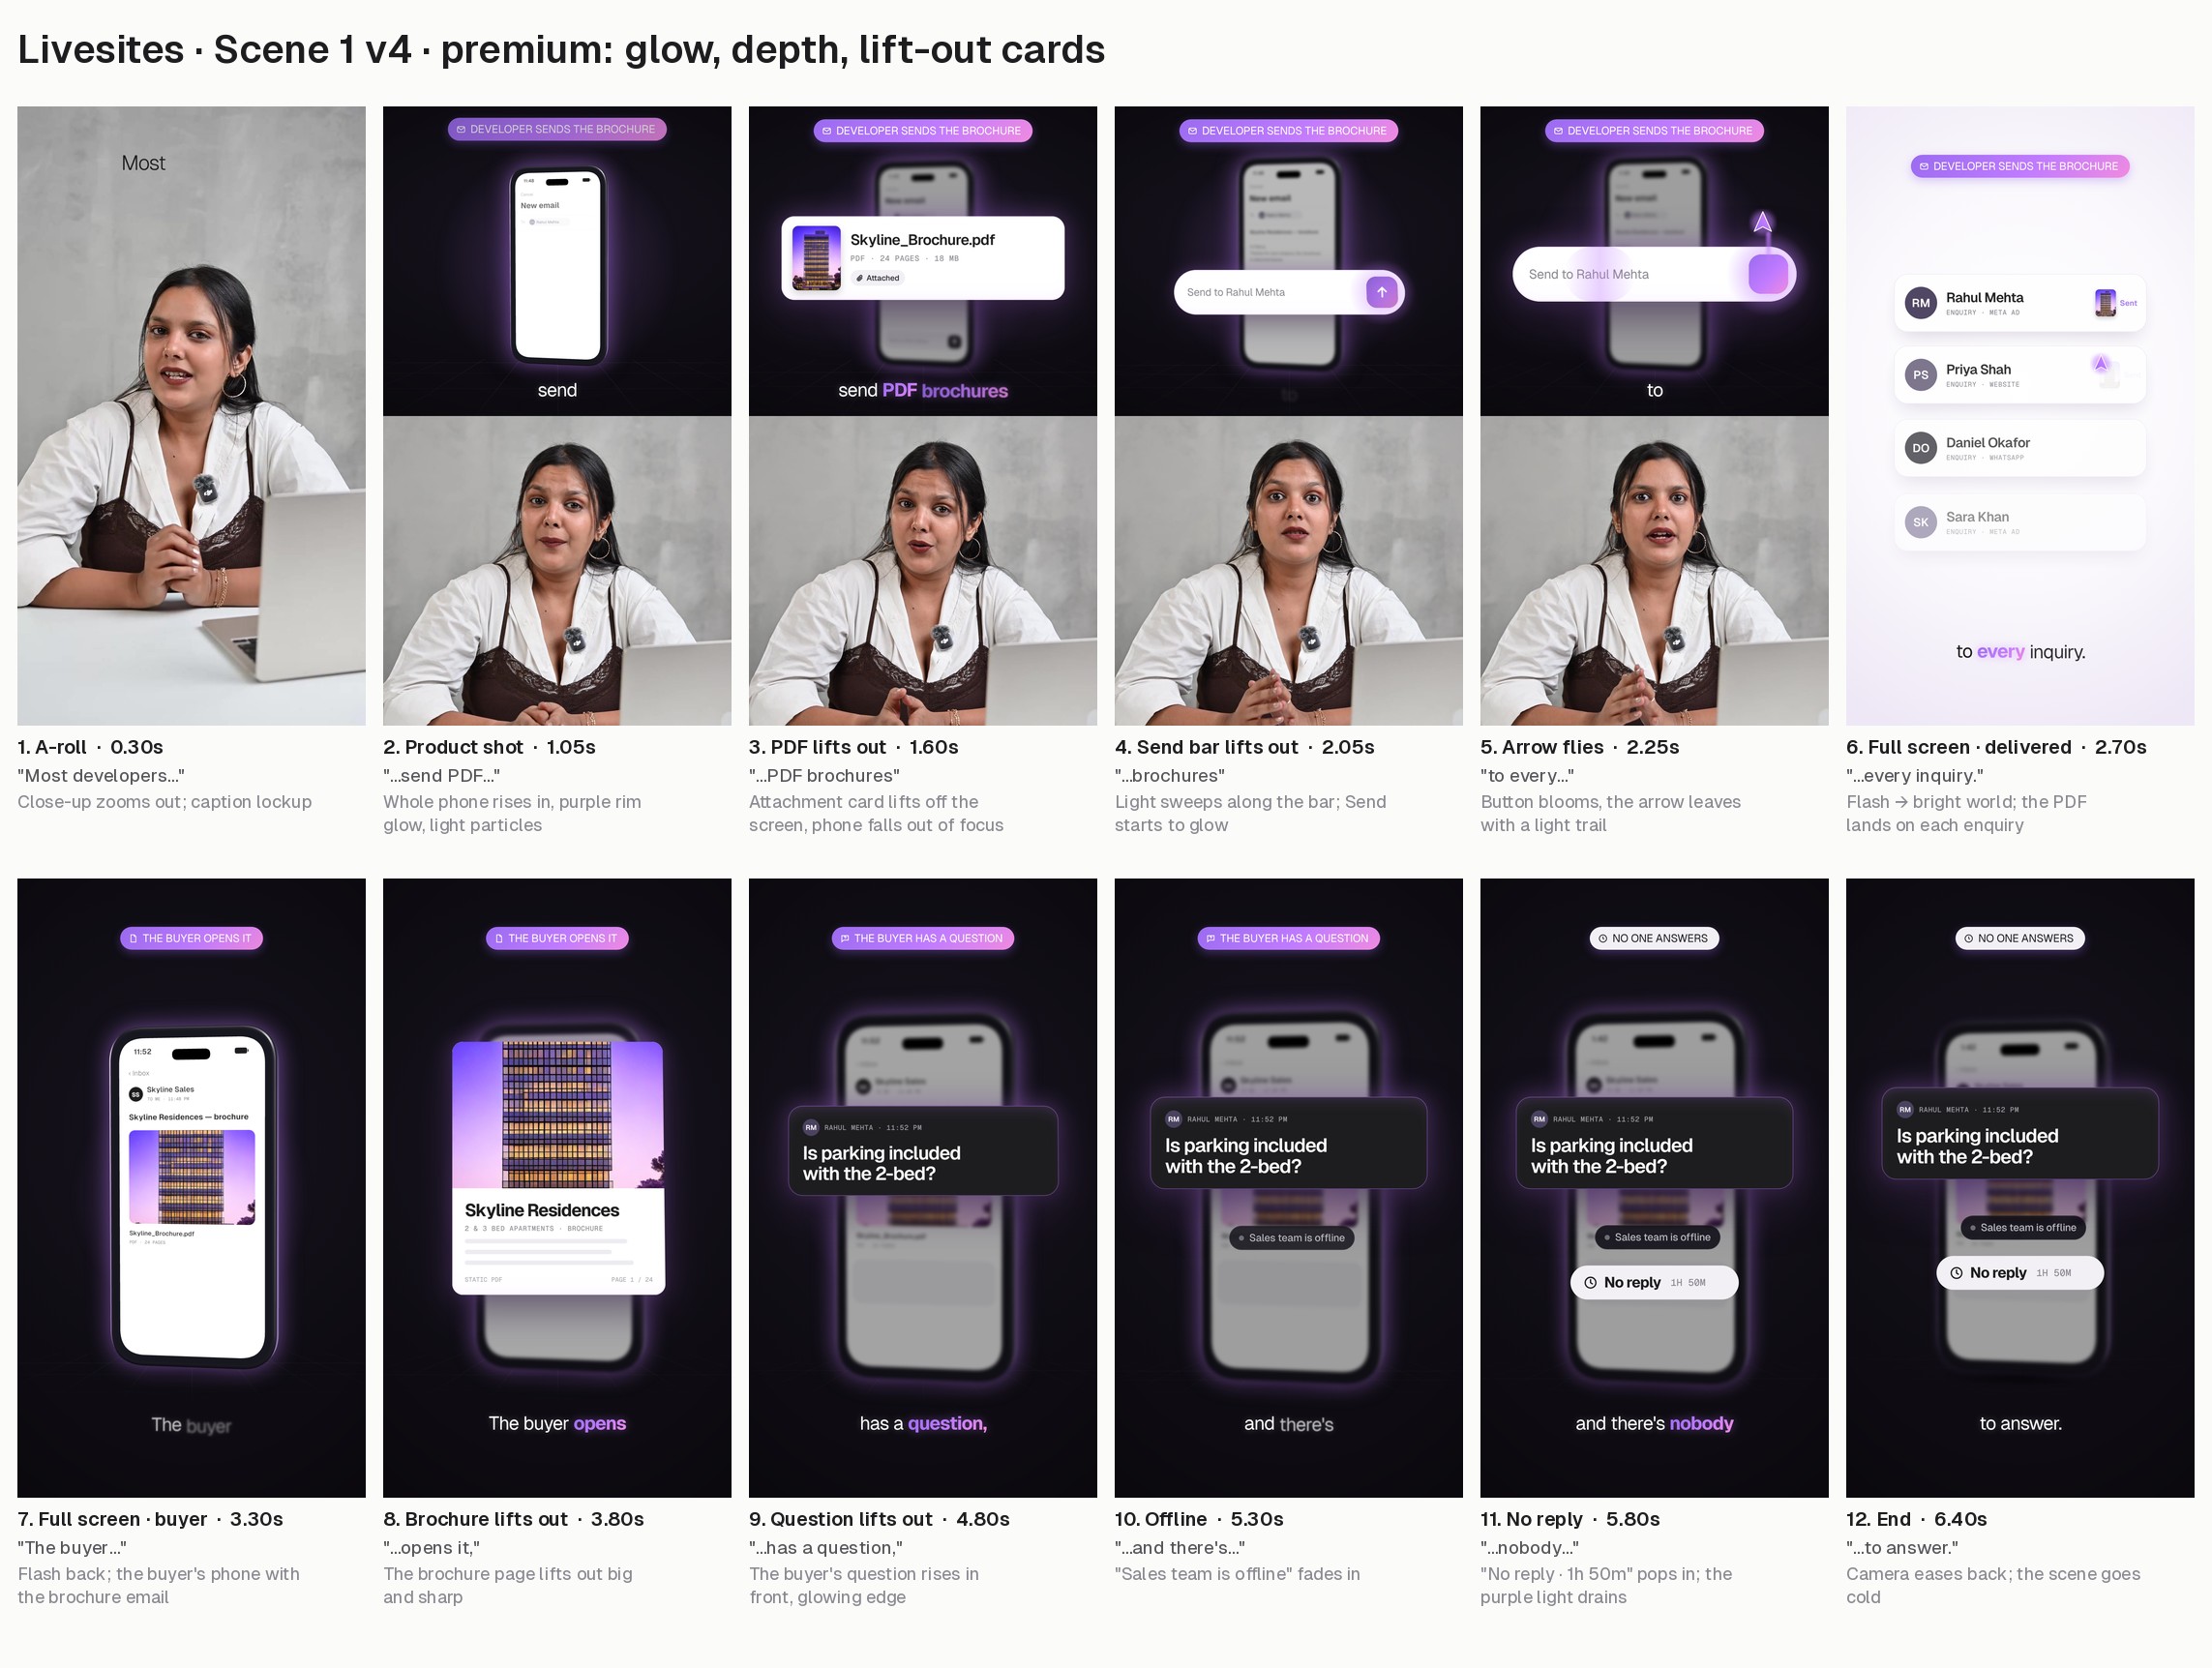 Livesites · Scene 1 v4 · premium: glow, depth, lift-out cards
Most
1. A-roll · 0.30s
"Most developers..."
Close-up zooms out; caption lockup
DEVELOPER SENDS THE BROCHURE
New email
Rahul Mehta
send
2. Product shot · 1.05s
"...send PDF..."
Whole phone rises in, purple rim
glow, light particles
DEVELOPER SENDS THE BROCHURE
New email
Skyline_Brochure.pdf
PDF · 24 PAGES · 18 MB
Attached
send PDF brochures
3. PDF lifts out · 1.60s
"...PDF brochures"
Attachment card lifts off the
screen, phone falls out of focus
DEVELOPER SENDS THE BROCHURE
New email
Send to Rahul Mehta
to
4. Send bar lifts out · 2.05s
"...brochures"
Light sweeps along the bar; Send
starts to glow
DEVELOPER SENDS THE BROCHURE
New email
Send to Rahul Mehta
to
5. Arrow flies · 2.25s
"to every..."
Button blooms, the arrow leaves
with a light trail
DEVELOPER SENDS THE BROCHURE
RM
Rahul Mehta
ENQUIRY · META AD
Sent
PS
Priya Shah
ENQUIRY · WEBSITE
DO
Daniel Okafor
ENQUIRY · WHATSAPP
SK
Sara Khan
ENQUIRY · META AD
to every inquiry.
6. Full screen · delivered · 2.70s
"...every inquiry."
Flash → bright world; the PDF
lands on each enquiry
THE BUYER OPENS IT
11:52
‹ Inbox
SS
Skyline Sales
TO ME · 11:48 PM
Skyline Residences — brochure
Skyline_Brochure.pdf
PDF · 24 PAGES
The buyer
7. Full screen · buyer · 3.30s
"The buyer..."
Flash back; the buyer's phone with
the brochure email
THE BUYER OPENS IT
Skyline Residences
2 & 3 BED APARTMENTS · BROCHURE
STATIC PDF
PAGE 1 / 24
The buyer opens
8. Brochure lifts out · 3.80s
"...opens it,"
The brochure page lifts out big
and sharp
THE BUYER HAS A QUESTION
RM
RAHUL MEHTA · 11:52 PM
Is parking included
with the 2-bed?
has a question,
9. Question lifts out · 4.80s
"...has a question,"
The buyer's question rises in
front, glowing edge
THE BUYER HAS A QUESTION
RM
RAHUL MEHTA · 11:52 PM
Is parking included
with the 2-bed?
Sales team is offline
and there's
10. Offline · 5.30s
"...and there's..."
"Sales team is offline" fades in
NO ONE ANSWERS
RM
RAHUL MEHTA · 11:52 PM
Is parking included
with the 2-bed?
Sales team is offline
No reply 1H 50M
and there's nobody
11. No reply · 5.80s
"...nobody..."
"No reply · 1h 50m" pops in; the
purple light drains
NO ONE ANSWERS
RM
RAHUL MEHTA · 11:52 PM
Is parking included
with the 2-bed?
Sales team is offline
No reply 1H 50M
to answer.
12. End · 6.40s
"...to answer."
Camera eases back; the scene goes
cold